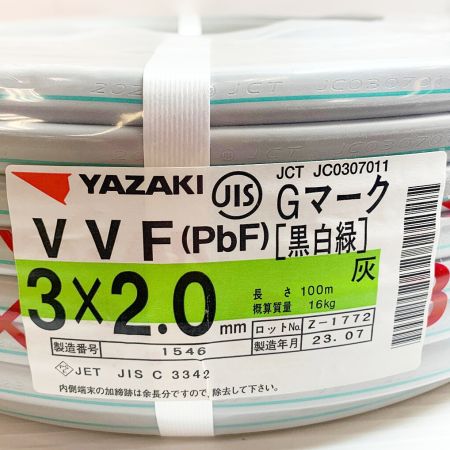 JCT JC0307011
YAZAKI JIS Gマーク
VVF(PbF) [黒白緑]
灰
3×2.0 mm
長さ 100m
概算質量 16kg
ロットNo. Z-1772
製造番号 1546 製造年月 23.07
JET JIS C 3342
内側端末の加締跡は余長分ですので、除去して下さい。